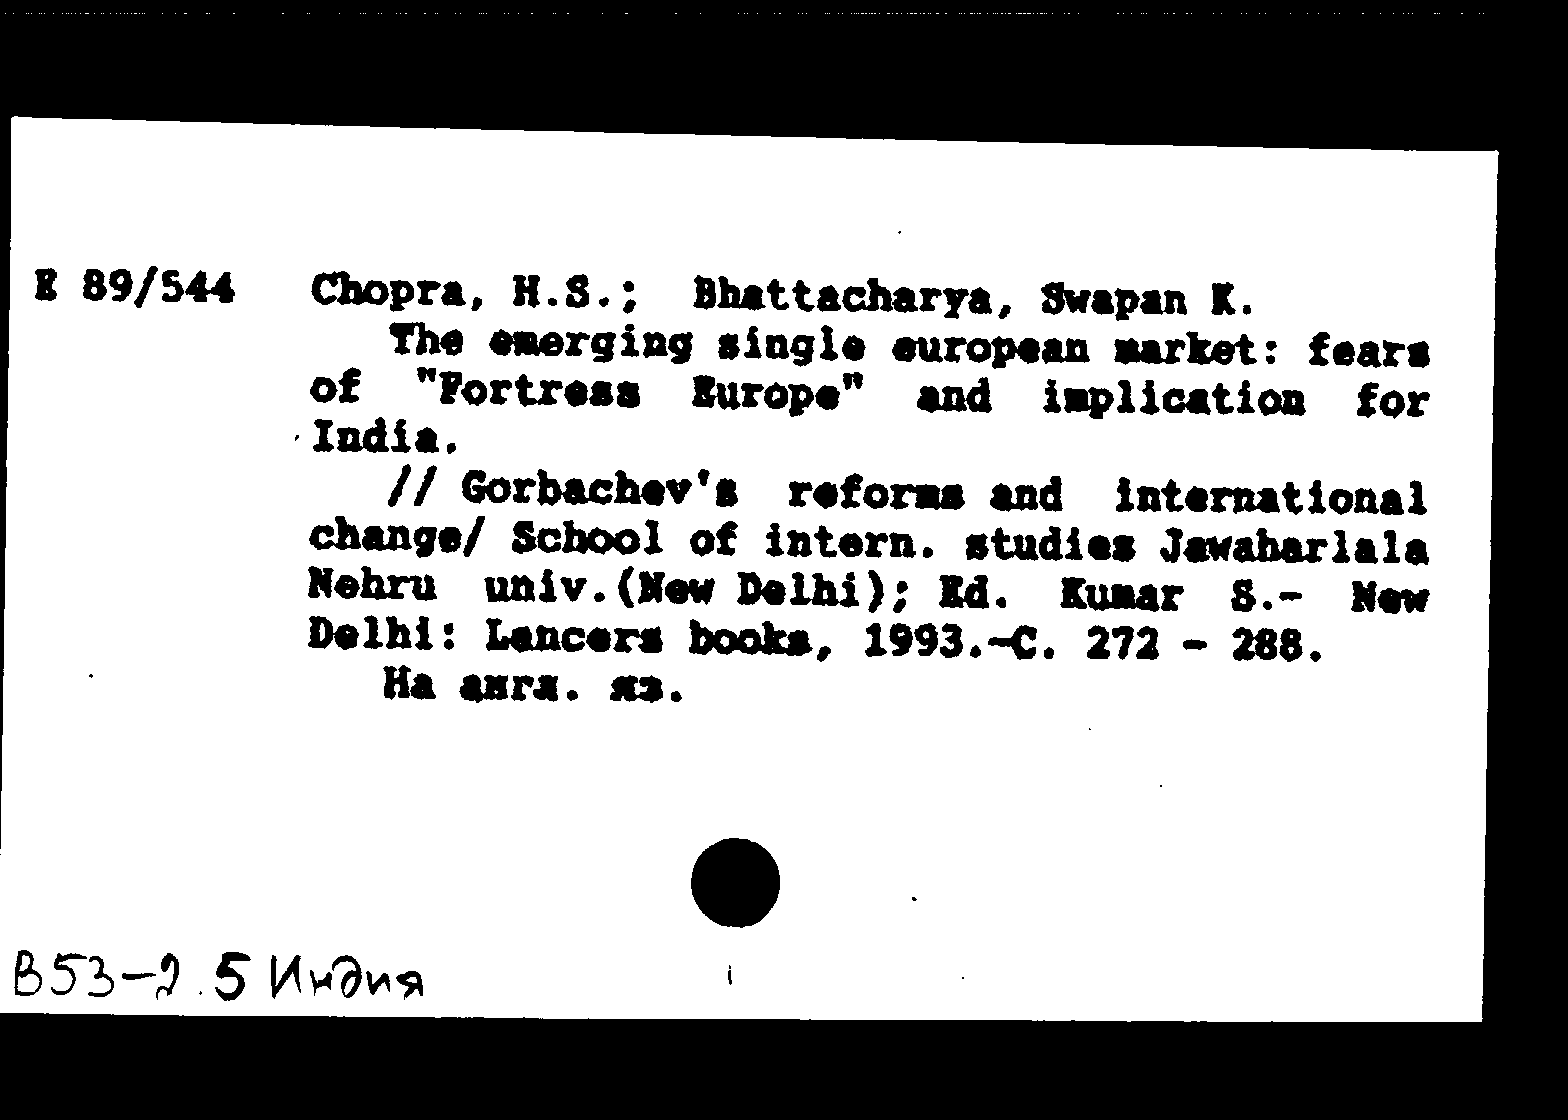 E 89/544 Chopra, H.S.; Bhattacharya, Swapan K.
The emerging single european market: fears
of "Fortress Europe" and implication for
India.
// Gorbachev's reforms and international
change/ School of intern. studies Jawaharlala
Nehru univ.(New Delhi); Ed. Kumar S.- New
Delhi: Lancers books, 1993.-C. 272 - 288.
На англ. яз.
В53-2.5 Индия